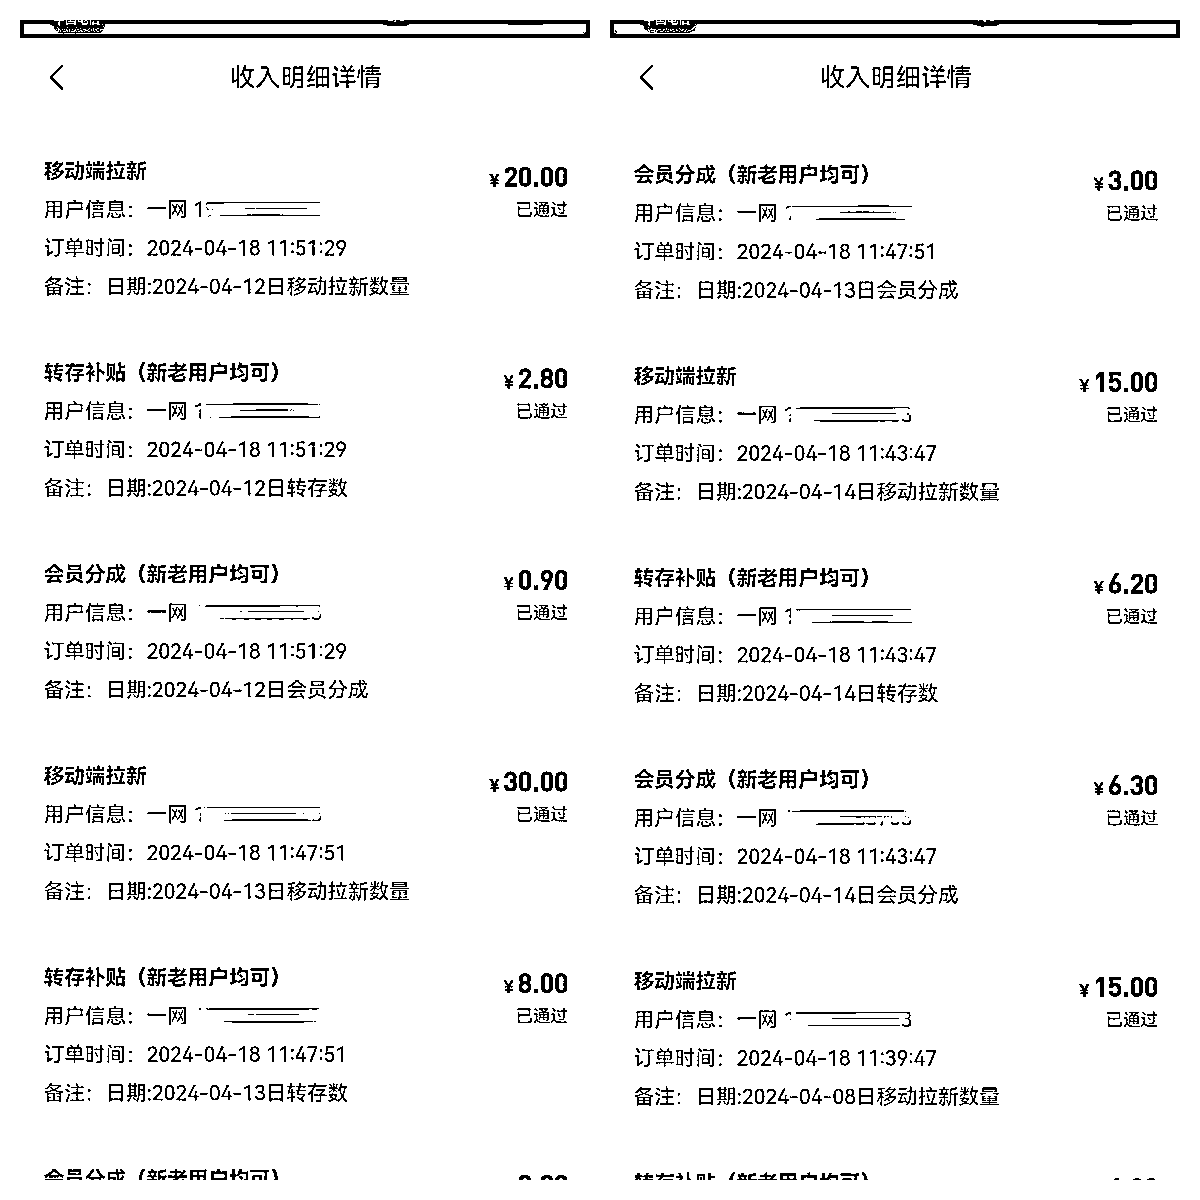 收入明细详情
移动端拉新
¥20.00
用户信息：一网 1
已通过
订单时间：2024-04-18 11:51:29
备注：日期:2024-04-12日移动拉新数量
转存补贴（新老用户均可）
¥2.80
用户信息：一网 1
已通过
订单时间：2024-04-18 11:51:29
备注：日期:2024-04-12日转存数
会员分成（新老用户均可）
¥0.90
用户信息：一网
已通过
订单时间：2024-04-18 11:51:29
备注：日期:2024-04-12日会员分成
移动端拉新
¥30.00
用户信息：一网
已通过
订单时间：2024-04-18 11:47:51
备注：日期:2024-04-13日移动拉新数量
转存补贴（新老用户均可）
¥8.00
用户信息：一网
已通过
订单时间：2024-04-18 11:47:51
备注：日期:2024-04-13日转存数
会员分成（新老用户均可）
收入明细详情
会员分成（新老用户均可）
¥3.00
用户信息：一网
已通过
订单时间：2024-04-18 11:47:51
备注：日期:2024-04-13日会员分成
移动端拉新
¥15.00
用户信息：一网
已通过
订单时间：2024-04-18 11:43:47
备注：日期:2024-04-14日移动拉新数量
转存补贴（新老用户均可）
¥6.20
用户信息：一网
已通过
订单时间：2024-04-18 11:43:47
备注：日期:2024-04-14日转存数
会员分成（新老用户均可）
¥6.30
用户信息：一网
已通过
订单时间：2024-04-18 11:43:47
备注：日期:2024-04-14日会员分成
移动端拉新
¥15.00
用户信息：一网
已通过
订单时间：2024-04-18 11:39:47
备注：日期:2024-04-08日移动拉新数量
转存补贴（新老用户均可）